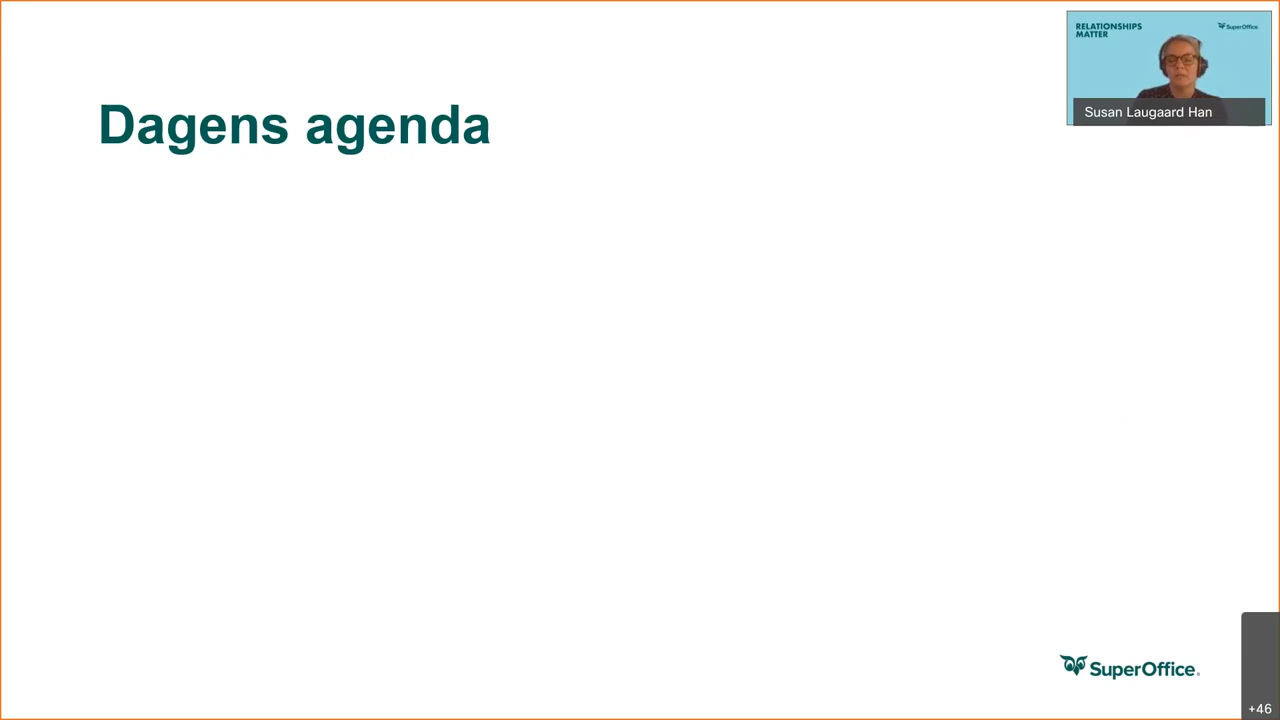 RELATIONSHIPS
MATTER
SuperOffice
Susan Laugaard Han
Dagens agenda
SuperOffice.
+46